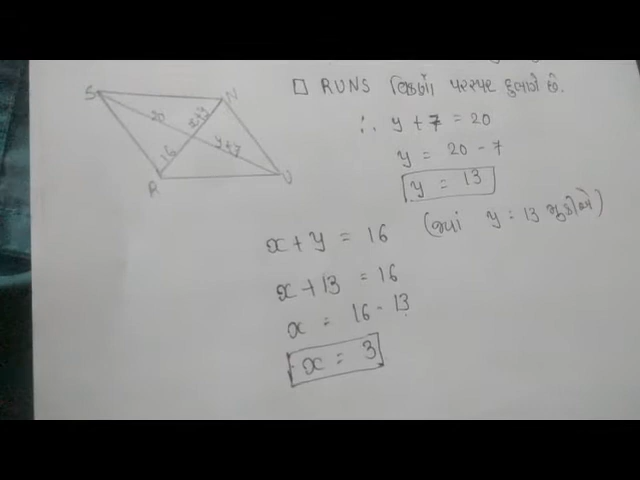 S
N
20
x+y
16
y+7
R
U
□ RUNS વિકર્ણો પરસ્પર દુભાગે છે.
∴ y + 7 = 20
y = 20 - 7
y = 13
x + y = 16 (જ્યાં y = 13 મૂકીએ)
x + 13 = 16
x = 16 - 13
x = 3